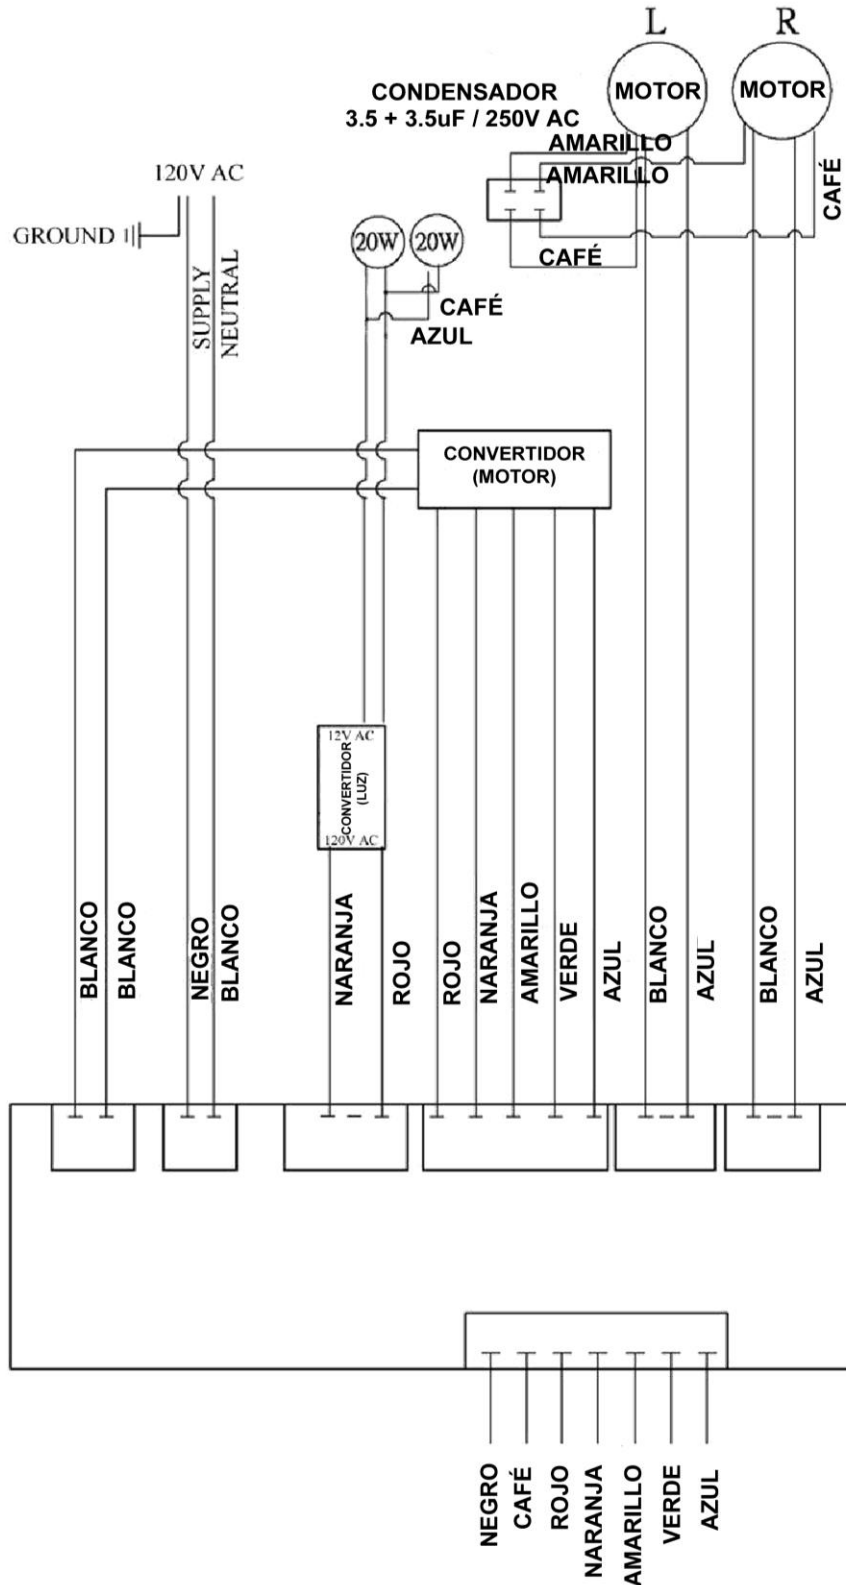 L
R
MOTOR
MOTOR
CONDENSADOR
3.5 + 3.5uF / 250V AC
AMARILLO
AMARILLO
CAFÉ
CAFÉ
120V AC
GROUND
SUPPLY
NEUTRAL
20W
20W
CAFÉ
AZUL
CONVERTIDOR
(MOTOR)
12V AC
CONVERTIDOR
(LUZ)
120V AC
BLANCO
BLANCO
NEGRO
BLANCO
NARANJA
ROJO
ROJO
NARANJA
AMARILLO
VERDE
AZUL
BLANCO
AZUL
BLANCO
AZUL
NEGRO
CAFÉ
ROJO
NARANJA
AMARILLO
VERDE
AZUL